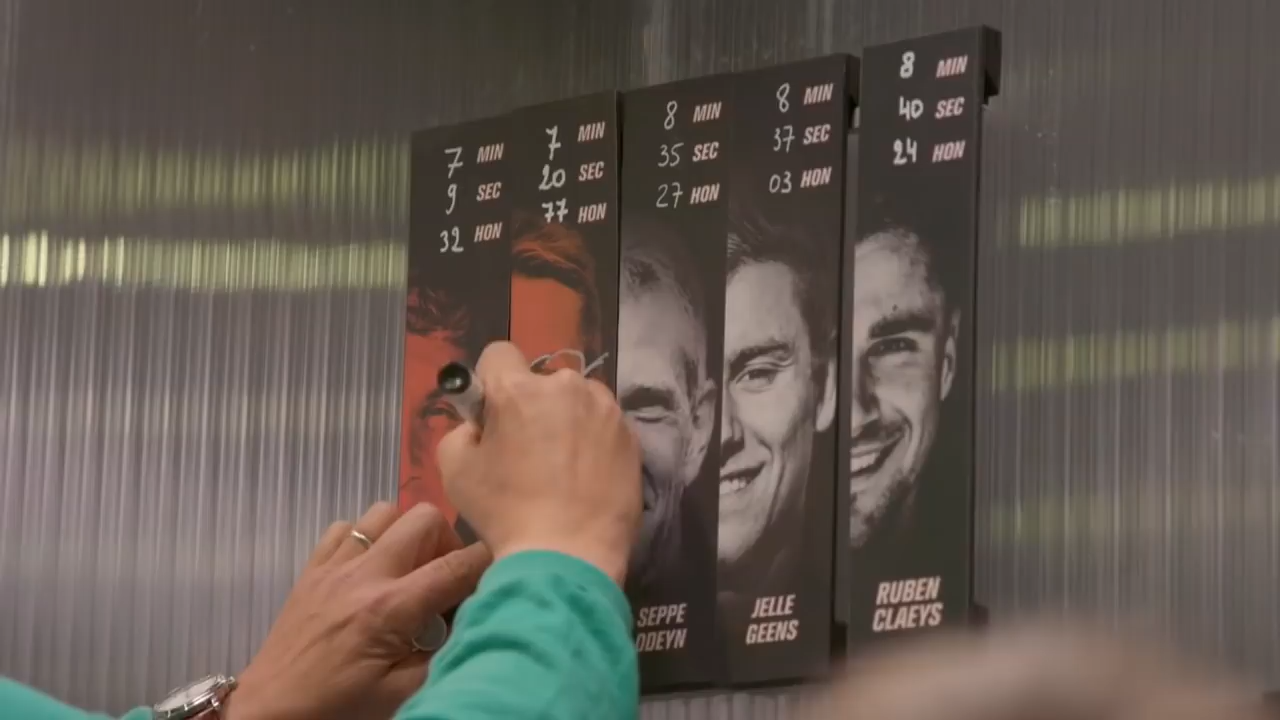 7 MIN
9 SEC
32 HON
7 MIN
20 SEC
77 HON
8 MIN
35 SEC
27 HON
SEPPE
ODEYN
8 MIN
37 SEC
03 HON
JELLE
GEENS
8 MIN
40 SEC
24 HON
RUBEN
CLAEYS